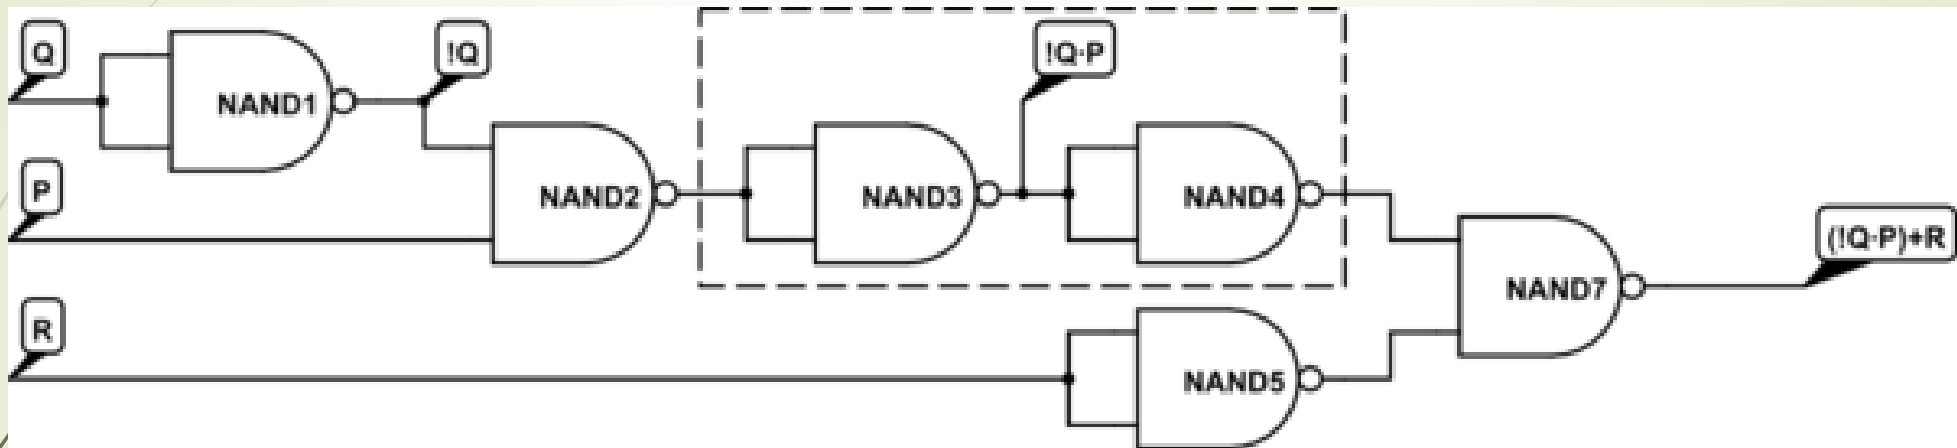 Q
!Q
!Q·P
NAND1
P
NAND2
NAND3
NAND4
(!Q·P)+R
NAND7
R
NAND5